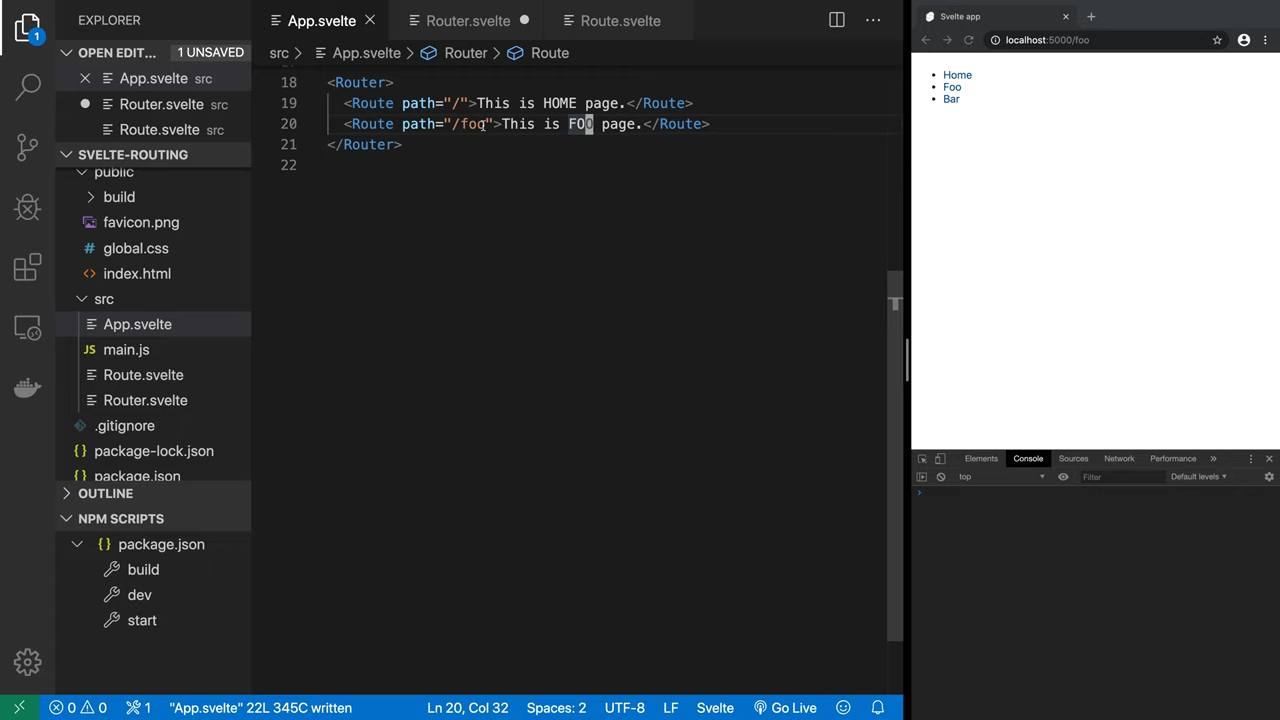 EXPLORER
App.svelte
Router.svelte
Route.svelte
src > App.svelte > Router > Route
OPEN EDIT... 1 UNSAVED
App.svelte src
Router.svelte src
Route.svelte src
SVELTE-ROUTING
public
build
favicon.png
# global.css
<> index.html
src
App.svelte
JS main.js
Route.svelte
Router.svelte
.gitignore
{} package-lock.json
{} package.json
OUTLINE
NPM SCRIPTS
{} package.json
build
dev
start
1
18 <Router>
19 <Route path="/">This is HOME page.</Route>
20 <Route path="/foo">This is FOO page.</Route>
21 </Router>
22
0 0 1 "App.svelte" 22L 345C written Ln 20, Col 32 Spaces: 2 UTF-8 LF Svelte Go Live
Svelte app
localhost:5000/foo
• Home
• Foo
• Bar
Elements Console Sources Network Performance »
top Filter Default levels